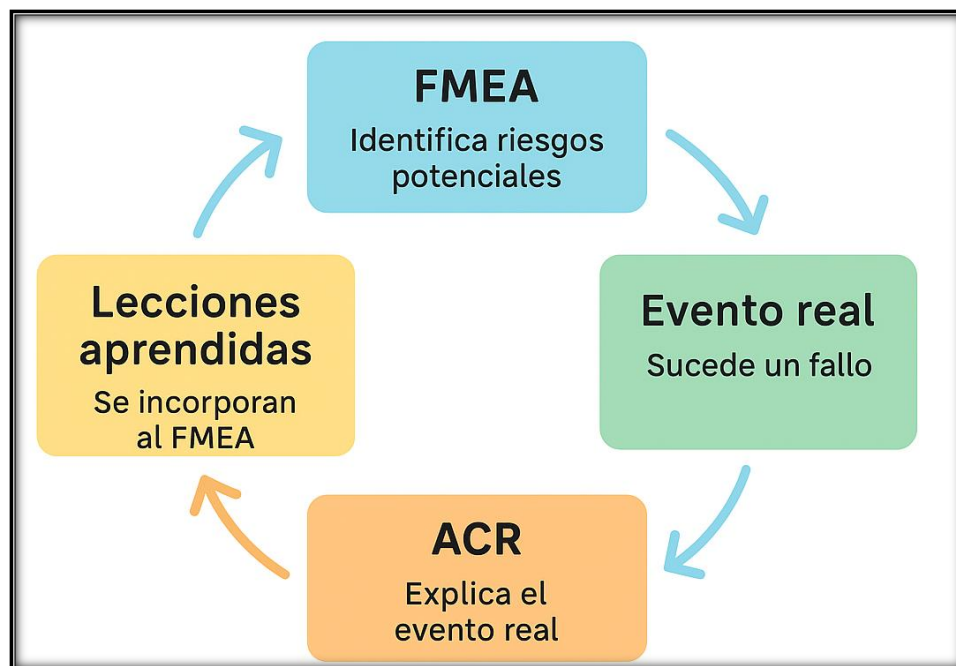 FMEA
Identifica riesgos
potenciales
Evento real
Sucede un fallo
ACR
Explica el
evento real
Lecciones
aprendidas
Se incorporan
al FMEA